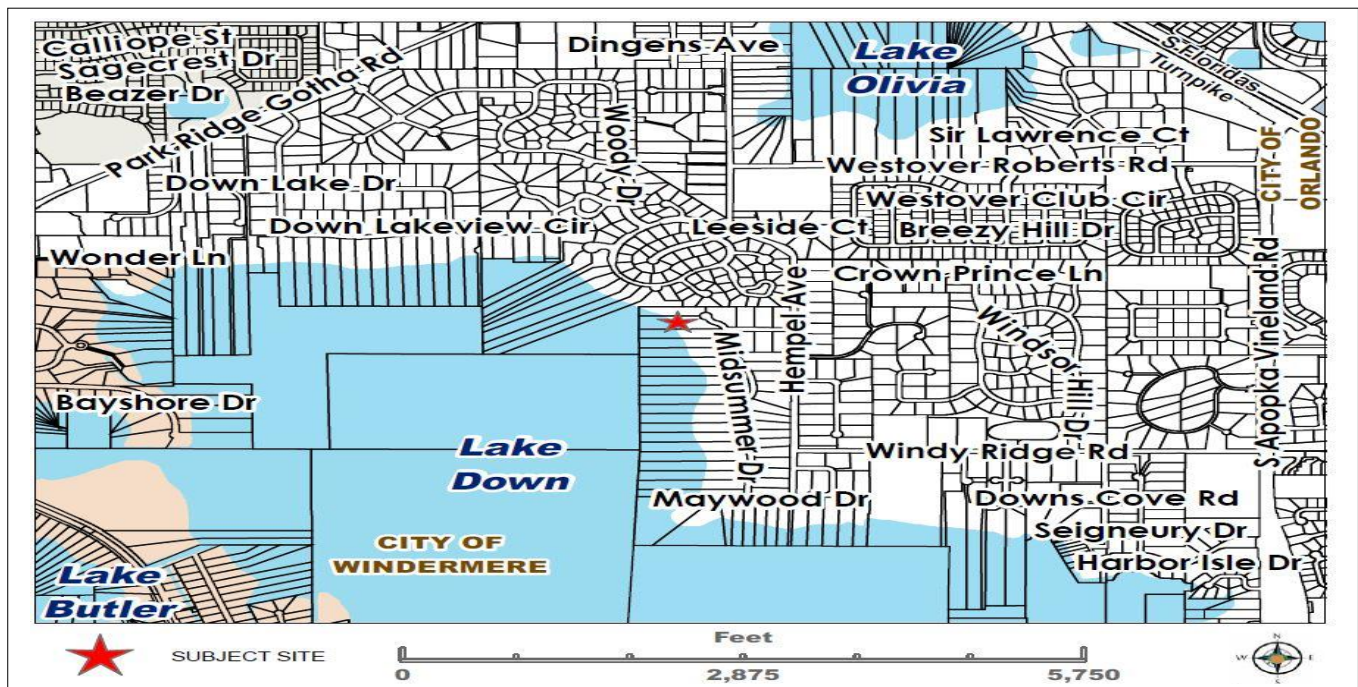 Calliope St
Sagecrest Dr
Beazer Dr
Park-Ridge-Gotha-Rd
Dingens Ave
Lake
Olivia
S Floridas
Turnpike
Woody Dr
Sir Lawrence Ct
CITY OF
ORLANDO
Westover Roberts Rd
Down Lake Dr
Westover Club Cir
Down Lakeview Cir
Leeside Ct
Breezy Hill Dr
Wonder Ln
Crown Prince Ln
Hempel Ave
S Apopka Vineland Rd
Windsor Hill Dr
Midsummer Dr
Bayshore Dr
Lake
Down
Windy Ridge Rd
Maywood Dr
Downs Cove Rd
Seigneury Dr
CITY OF
WINDERMERE
Harbor Isle Dr
Lake
Butler
SUBJECT SITE
Feet
0
2,875
5,750
N
W
E